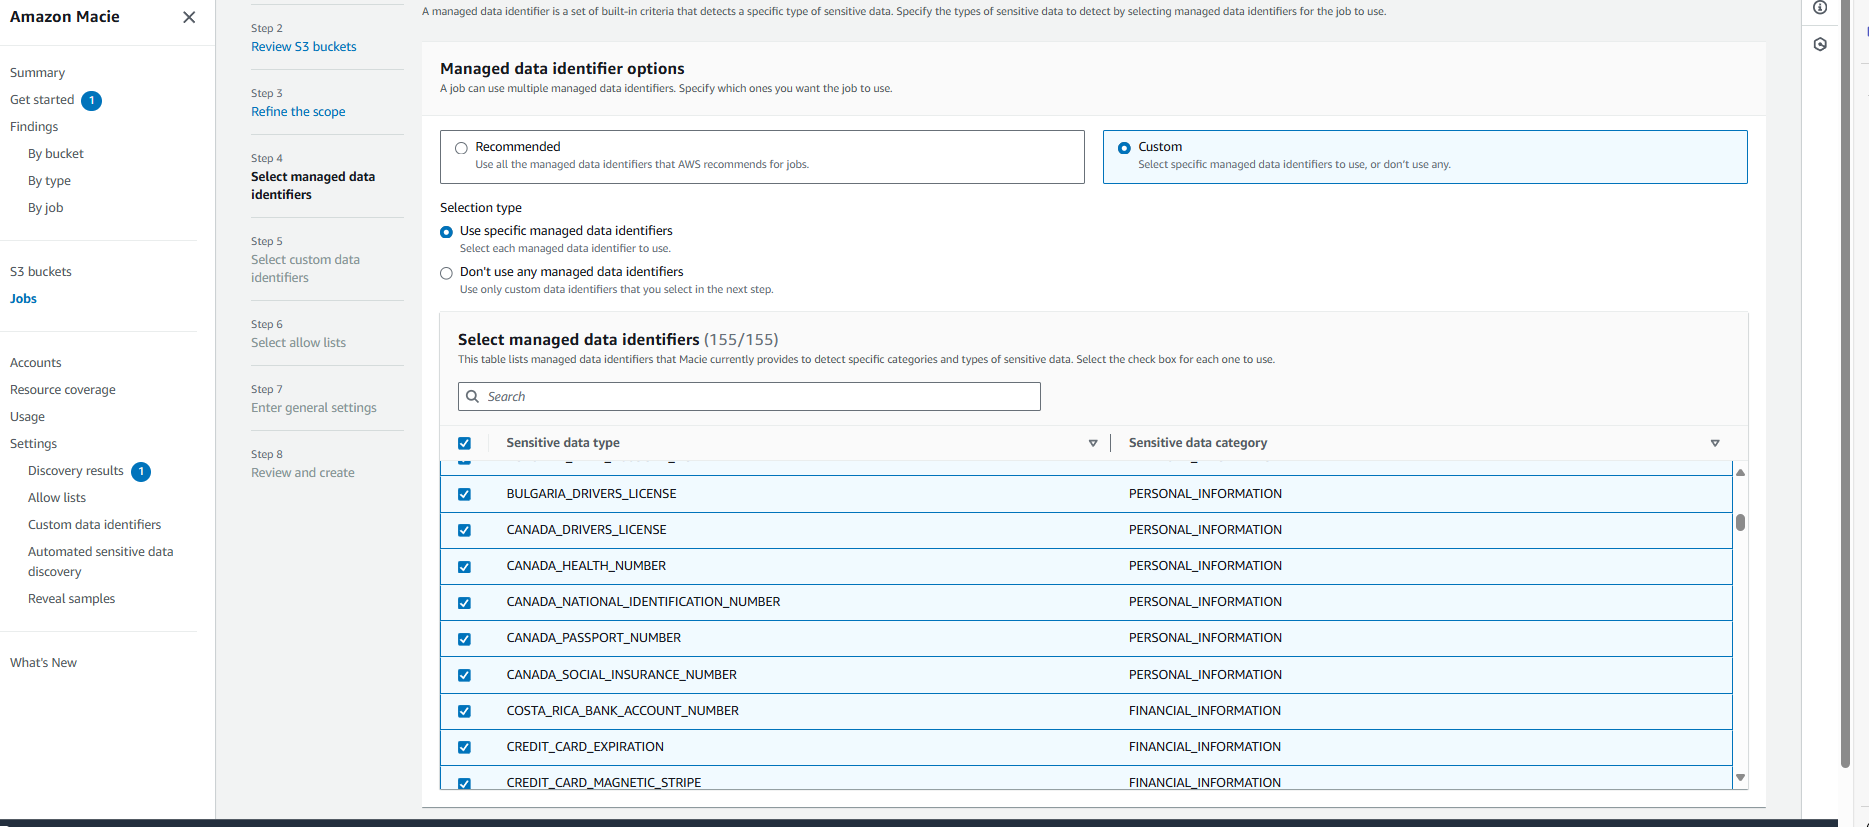 Amazon Macie
Summary
Get started 1
Findings
By bucket
By type
By job
S3 buckets
Jobs
Accounts
Resource coverage
Usage
Settings
Discovery results 1
Allow lists
Custom data identifiers
Automated sensitive data
discovery
Reveal samples
What's New
Step 2
Review S3 buckets
Step 3
Refine the scope
Step 4
Select managed data
identifiers
Step 5
Select custom data
identifiers
Step 6
Select allow lists
Step 7
Enter general settings
Step 8
Review and create
A managed data identifier is a set of built-in criteria that detects a specific type of sensitive data. Specify the types of sensitive data to detect by selecting managed data identifiers for the job to use.
Managed data identifier options
A job can use multiple managed data identifiers. Specify which ones you want the job to use.
Recommended
Use all the managed data identifiers that AWS recommends for jobs.
Custom
Select specific managed data identifiers to use, or don't use any.
Selection type
Use specific managed data identifiers
Select each managed data identifier to use.
Don't use any managed data identifiers
Use only custom data identifiers that you select in the next step.
Select managed data identifiers (155/155)
This table lists managed data identifiers that Macie currently provides to detect specific categories and types of sensitive data. Select the check box for each one to use.
Search
Sensitive data type Sensitive data category
BULGARIA_DRIVERS_LICENSE PERSONAL_INFORMATION
CANADA_DRIVERS_LICENSE PERSONAL_INFORMATION
CANADA_HEALTH_NUMBER PERSONAL_INFORMATION
CANADA_NATIONAL_IDENTIFICATION_NUMBER PERSONAL_INFORMATION
CANADA_PASSPORT_NUMBER PERSONAL_INFORMATION
CANADA_SOCIAL_INSURANCE_NUMBER PERSONAL_INFORMATION
COSTA_RICA_BANK_ACCOUNT_NUMBER FINANCIAL_INFORMATION
CREDIT_CARD_EXPIRATION FINANCIAL_INFORMATION
CREDIT_CARD_MAGNETIC_STRIPE FINANCIAL_INFORMATION